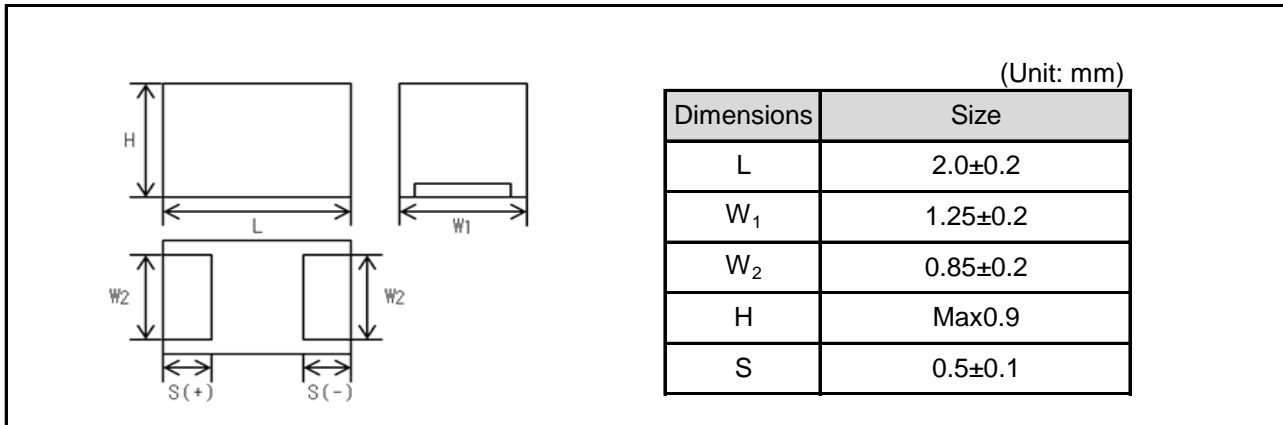 H
L
W1
W2
W2
S(+)
S(-)
(Unit: mm)
Dimensions Size
L 2.0±0.2
W₁ 1.25±0.2
W₂ 0.85±0.2
H Max0.9
S 0.5±0.1